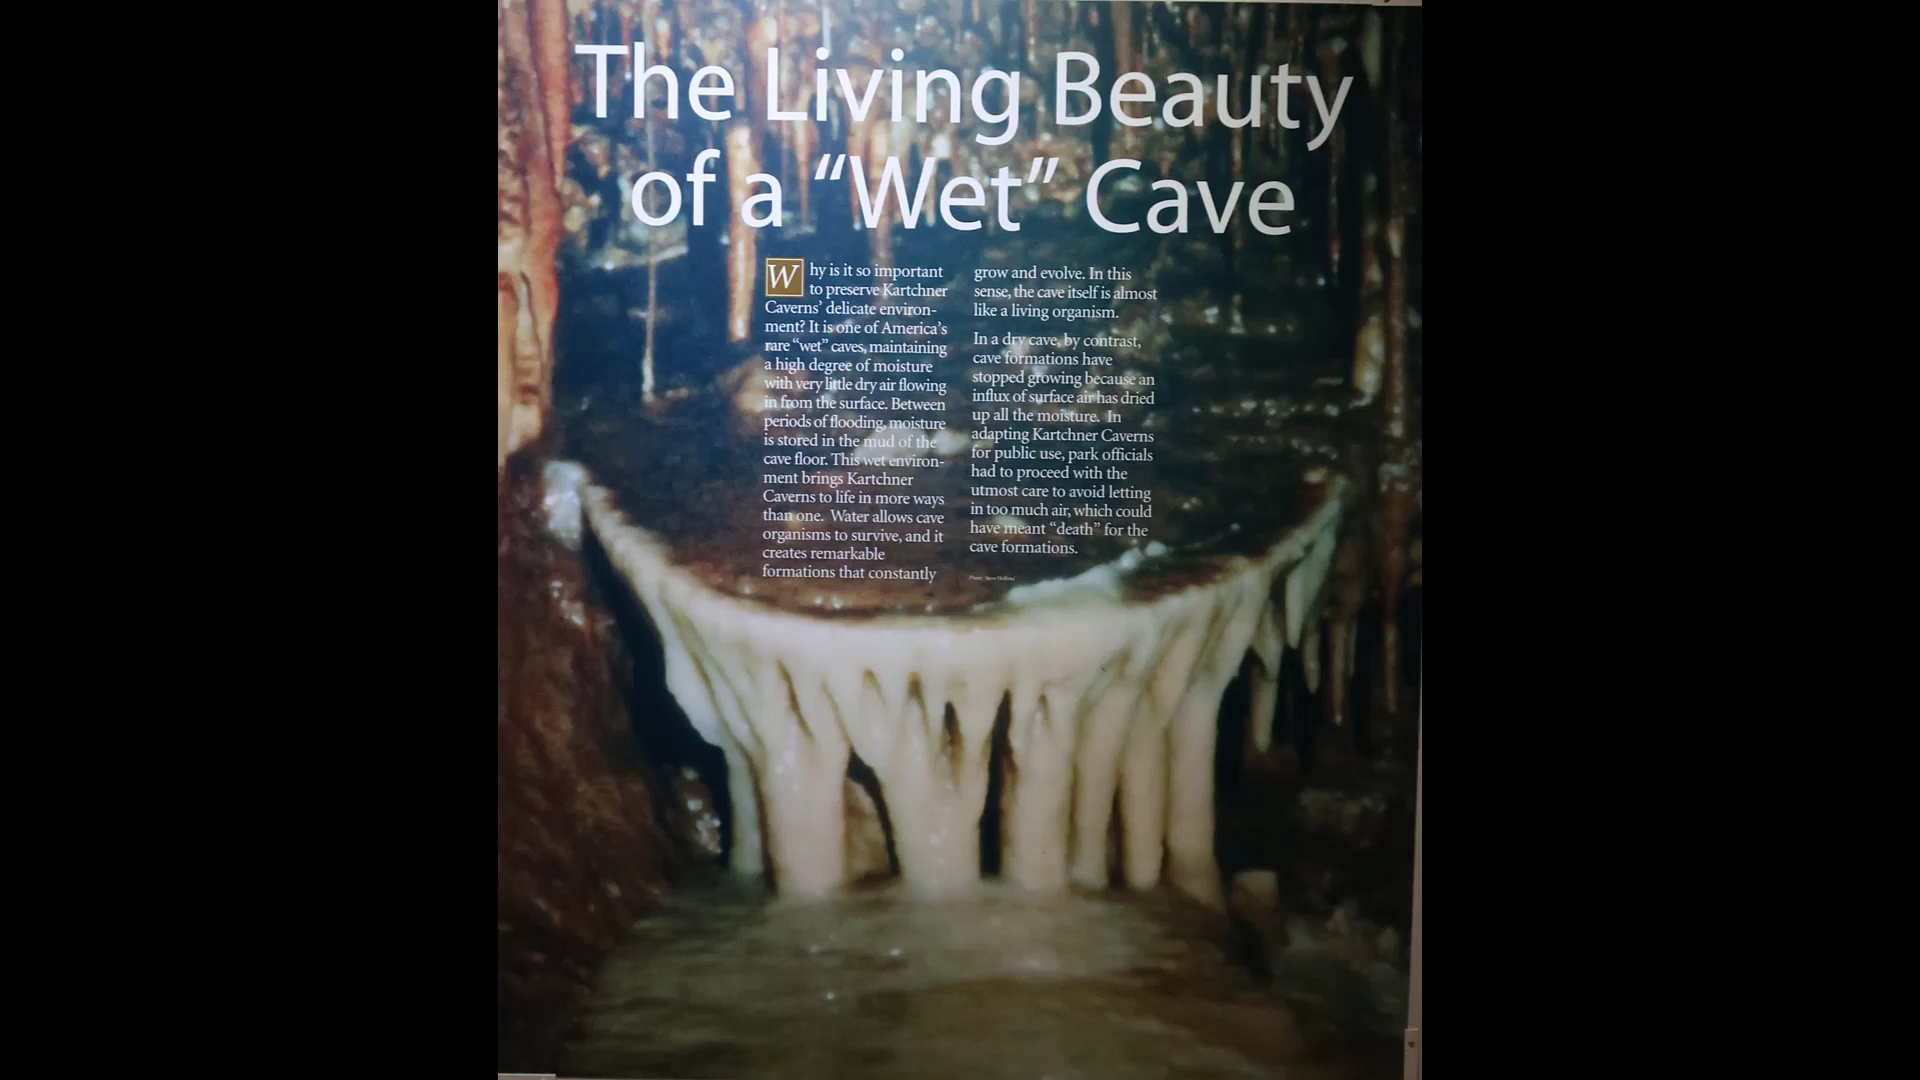 The Living Beauty
of a “Wet” Cave
Why is it so important
to preserve Kartchner
Caverns’ delicate environ-
ment? It is one of America’s
rare “wet” caves, maintaining
a high degree of moisture
with very little dry air flowing
in from the surface. Between
periods of flooding, moisture
is stored in the mud of the
cave floor. This wet environ-
ment brings Kartchner
Caverns to life in more ways
than one. Water allows cave
organisms to survive, and it
creates remarkable
formations that constantly
grow and evolve. In this
sense, the cave itself is almost
like a living organism.
In a dry cave, by contrast,
cave formations have
stopped growing because an
influx of surface air has dried
up all the moisture. In
adapting Kartchner Caverns
for public use, park officials
had to proceed with the
utmost care to avoid letting
in too much air, which could
have meant “death” for the
cave formations.
Photo: Steve Holland